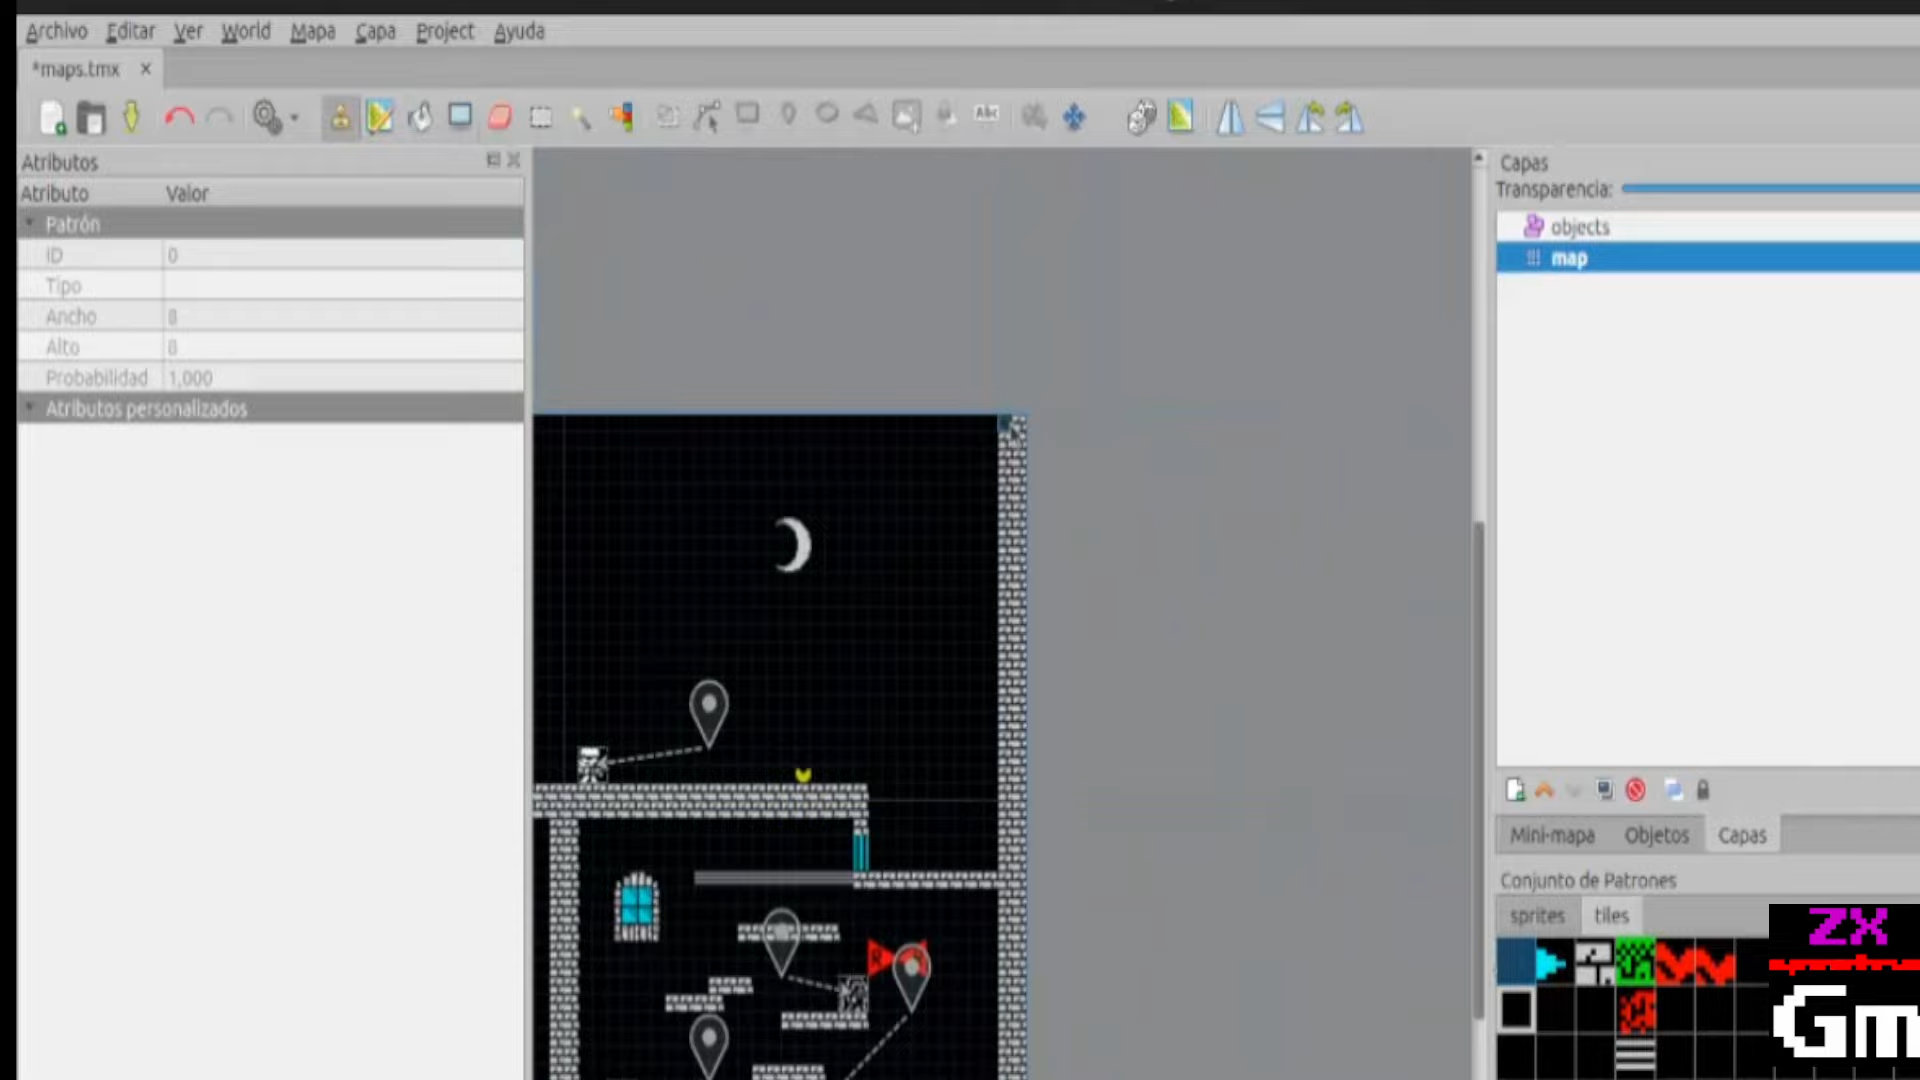 Archivo Editar Ver World Mapa Capa Project Ayuda
*maps.tmx
Abc
Atributos
Atributo Valor
Patrón
ID 0
Tipo
Ancho 8
Alto 8
Probabilidad 1,000
Atributos personalizados
Capas
Transparencia:
objects
map
Mini-mapa Objetos Capas
Conjunto de Patrones
sprites tiles
ZX
Gm